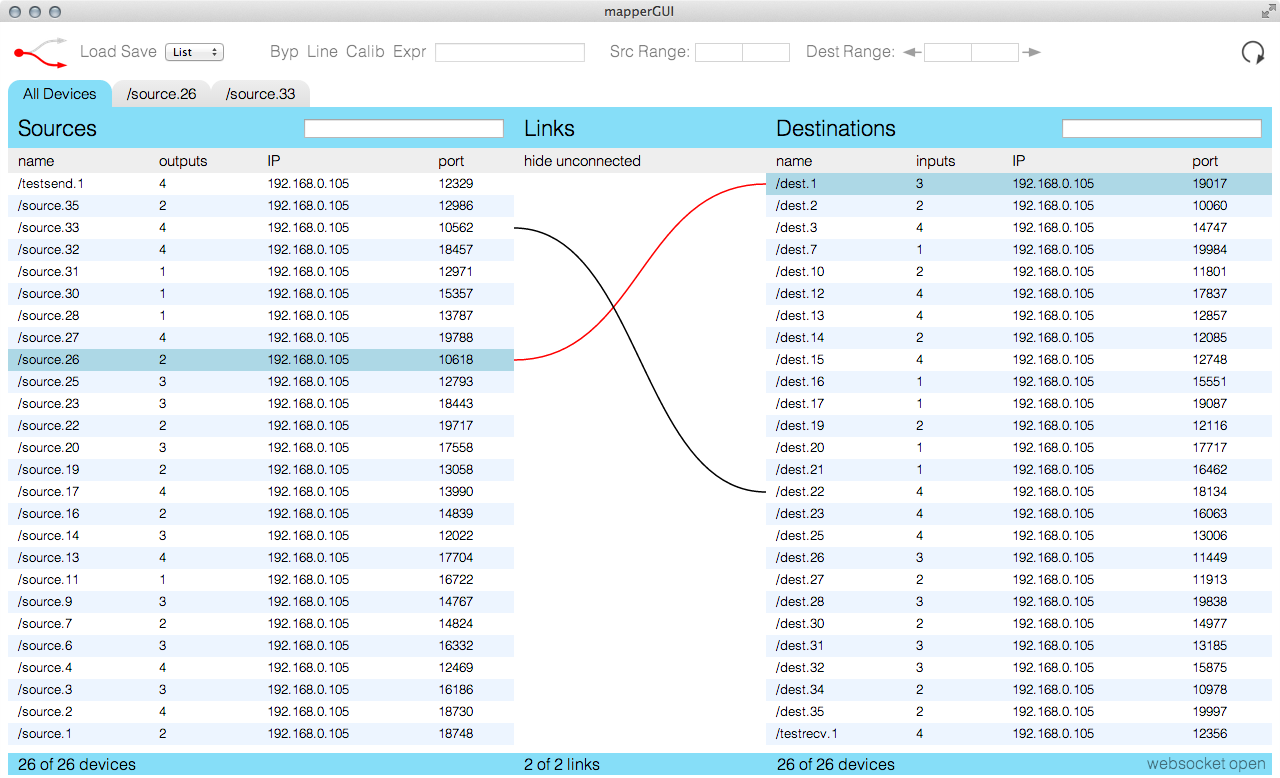 mapperGUI
Load Save List Byp Line Calib Expr Src Range: Dest Range:
All Devices /source.26 /source.33
Sources Links Destinations
name outputs IP port hide unconnected name inputs IP port
/testsend.1 4 192.168.0.105 12329 /dest.1 3 192.168.0.105 19017
/source.35 2 192.168.0.105 12986 /dest.2 2 192.168.0.105 10060
/source.33 4 192.168.0.105 10562 /dest.3 4 192.168.0.105 14747
/source.32 4 192.168.0.105 18457 /dest.7 1 192.168.0.105 19984
/source.31 1 192.168.0.105 12971 /dest.10 2 192.168.0.105 11801
/source.30 1 192.168.0.105 15357 /dest.12 4 192.168.0.105 17837
/source.28 1 192.168.0.105 13787 /dest.13 4 192.168.0.105 12857
/source.27 4 192.168.0.105 19788 /dest.14 2 192.168.0.105 12085
/source.26 2 192.168.0.105 10618 /dest.15 4 192.168.0.105 12748
/source.25 3 192.168.0.105 12793 /dest.16 1 192.168.0.105 15551
/source.23 3 192.168.0.105 18443 /dest.17 1 192.168.0.105 19087
/source.22 2 192.168.0.105 19717 /dest.19 2 192.168.0.105 12116
/source.20 3 192.168.0.105 17558 /dest.20 1 192.168.0.105 17717
/source.19 2 192.168.0.105 13058 /dest.21 1 192.168.0.105 16462
/source.17 4 192.168.0.105 13990 /dest.22 4 192.168.0.105 18134
/source.16 2 192.168.0.105 14839 /dest.23 4 192.168.0.105 16063
/source.14 3 192.168.0.105 12022 /dest.25 4 192.168.0.105 13006
/source.13 4 192.168.0.105 17704 /dest.26 3 192.168.0.105 11449
/source.11 1 192.168.0.105 16722 /dest.27 2 192.168.0.105 11913
/source.9 3 192.168.0.105 14767 /dest.28 3 192.168.0.105 19838
/source.7 2 192.168.0.105 14824 /dest.30 2 192.168.0.105 14977
/source.6 3 192.168.0.105 16332 /dest.31 3 192.168.0.105 13185
/source.4 4 192.168.0.105 12469 /dest.32 3 192.168.0.105 15875
/source.3 3 192.168.0.105 16186 /dest.34 2 192.168.0.105 10978
/source.2 4 192.168.0.105 18730 /dest.35 2 192.168.0.105 19997
/source.1 2 192.168.0.105 18748 /testrecv.1 4 192.168.0.105 12356
26 of 26 devices 2 of 2 links 26 of 26 devices websocket open